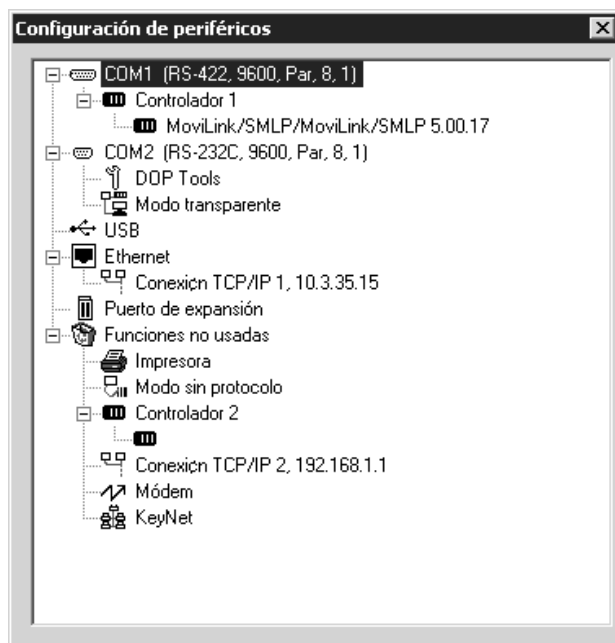 Configuración de periféricos
COM1 (RS-422, 9600, Par, 8, 1)
Controlador 1
MoviLink/SMLP/MoviLink/SMLP 5.00.17
COM2 (RS-232C, 9600, Par, 8, 1)
DOP Tools
Modo transparente
USB
Ethernet
Conexión TCP/IP 1, 10.3.35.15
Puerto de expansión
Funciones no usadas
Impresora
Modo sin protocolo
Controlador 2
Conexión TCP/IP 2, 192.168.1.1
Módem
KeyNet